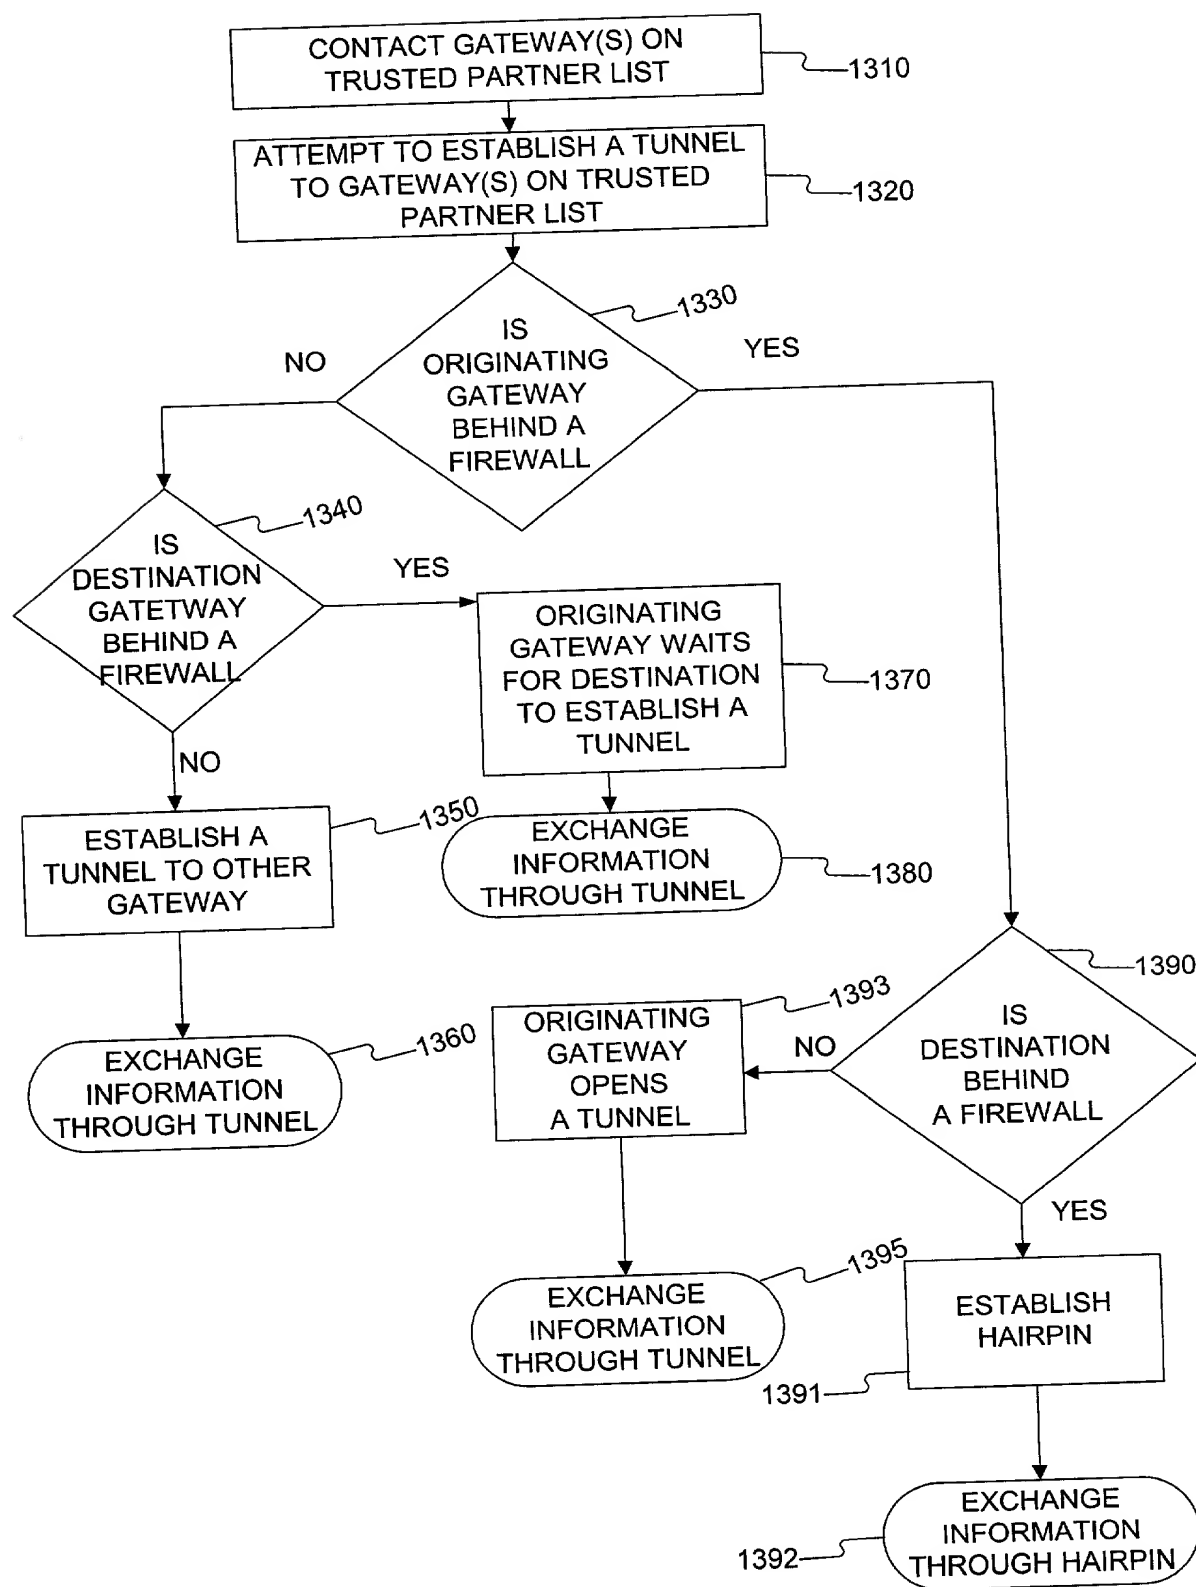 CONTACT GATEWAY(S) ON
TRUSTED PARTNER LIST
1310
ATTEMPT TO ESTABLISH A TUNNEL
TO GATEWAY(S) ON TRUSTED
PARTNER LIST
1320
1330
IS
ORIGINATING
GATEWAY
BEHIND A
FIREWALL
NO
YES
1340
IS
DESTINATION
GATETWAY
BEHIND A
FIREWALL
YES
NO
ORIGINATING
GATEWAY WAITS
FOR DESTINATION
TO ESTABLISH A
TUNNEL
1370
ESTABLISH A
TUNNEL TO OTHER
GATEWAY
1350
EXCHANGE
INFORMATION
THROUGH TUNNEL
1380
EXCHANGE
INFORMATION
THROUGH TUNNEL
1360
1390
IS
DESTINATION
BEHIND
A FIREWALL
NO
YES
ORIGINATING
GATEWAY
OPENS
A TUNNEL
1393
EXCHANGE
INFORMATION
THROUGH TUNNEL
1395
ESTABLISH
HAIRPIN
1391
EXCHANGE
INFORMATION
THROUGH HAIRPIN
1392